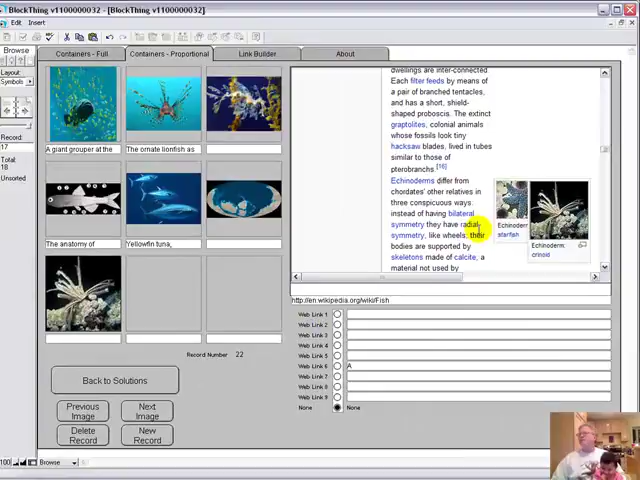 BlockThing v1100000032 - [BlockThing v1100000032]
Edit Insert
Browse
Layout:
Symbols
Record:
17
Total:
18
Unsorted
Containers - Full
Containers - Proportional
Link Builder
About
A giant grouper at the
The ornate lionfish as
The anatomy of
Yellowfin tuna,
dwellings are inter-connected
Each filter feeds by means of
a pair of branched tentacles,
and has a short, shield-
shaped proboscis. The extinct
graptolites, colonial animals
whose fossils look tiny
hacksaw blades, lived in tubes
similar to those of
pterobranchs.[16]
Echinoderms differ from
chordates' other relatives in
three conspicuous ways:
instead of having bilateral
symmetry they have radial
symmetry, like wheels; their
bodies are supported by
skeletons made of calcite, a
material not used by
Echinoderm:
starfish
Echinoderm:
crinoid
http://en.wikipedia.org/wiki/Fish
Web Link 1
Web Link 2
Web Link 3
Web Link 4
Web Link 5
Web Link 6
A
Web Link 7
Web Link 8
Web Link 9
None
None
Record Number 22
Back to Solutions
Previous Image
Next Image
Delete Record
New Record
100
Browse